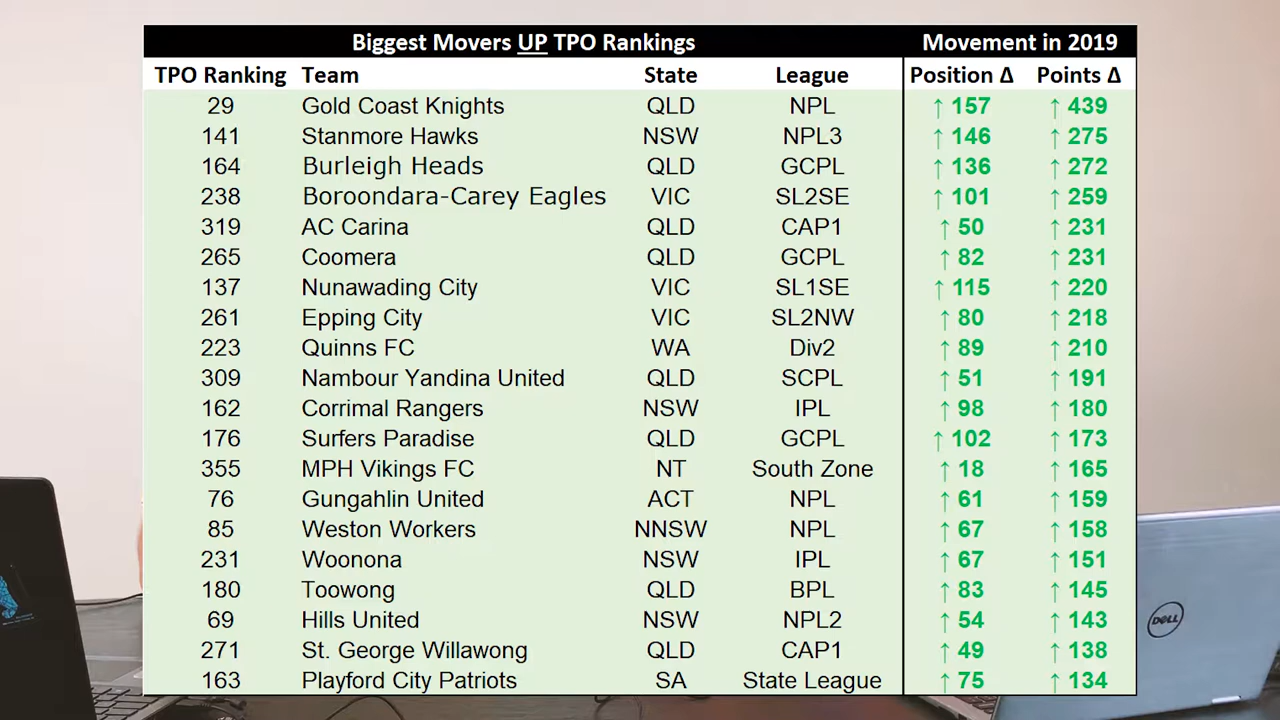 Biggest Movers UP TPO Rankings Movement in 2019
TPO Ranking Team State League Position Δ Points Δ
29 Gold Coast Knights QLD NPL ↑ 157 ↑ 439
141 Stanmore Hawks NSW NPL3 ↑ 146 ↑ 275
164 Burleigh Heads QLD GCPL ↑ 136 ↑ 272
238 Boroondara-Carey Eagles VIC SL2SE ↑ 101 ↑ 259
319 AC Carina QLD CAP1 ↑ 50 ↑ 231
265 Coomera QLD GCPL ↑ 82 ↑ 231
137 Nunawading City VIC SL1SE ↑ 115 ↑ 220
261 Epping City VIC SL2NW ↑ 80 ↑ 218
223 Quinns FC WA Div2 ↑ 89 ↑ 210
309 Nambour Yandina United QLD SCPL ↑ 51 ↑ 191
162 Corrimal Rangers NSW IPL ↑ 98 ↑ 180
176 Surfers Paradise QLD GCPL ↑ 102 ↑ 173
355 MPH Vikings FC NT South Zone ↑ 18 ↑ 165
76 Gungahlin United ACT NPL ↑ 61 ↑ 159
85 Weston Workers NNSW NPL ↑ 67 ↑ 158
231 Woonona NSW IPL ↑ 67 ↑ 151
180 Toowong QLD BPL ↑ 83 ↑ 145
69 Hills United NSW NPL2 ↑ 54 ↑ 143
271 St. George Willawong QLD CAP1 ↑ 49 ↑ 138
163 Playford City Patriots SA State League ↑ 75 ↑ 134
DELL